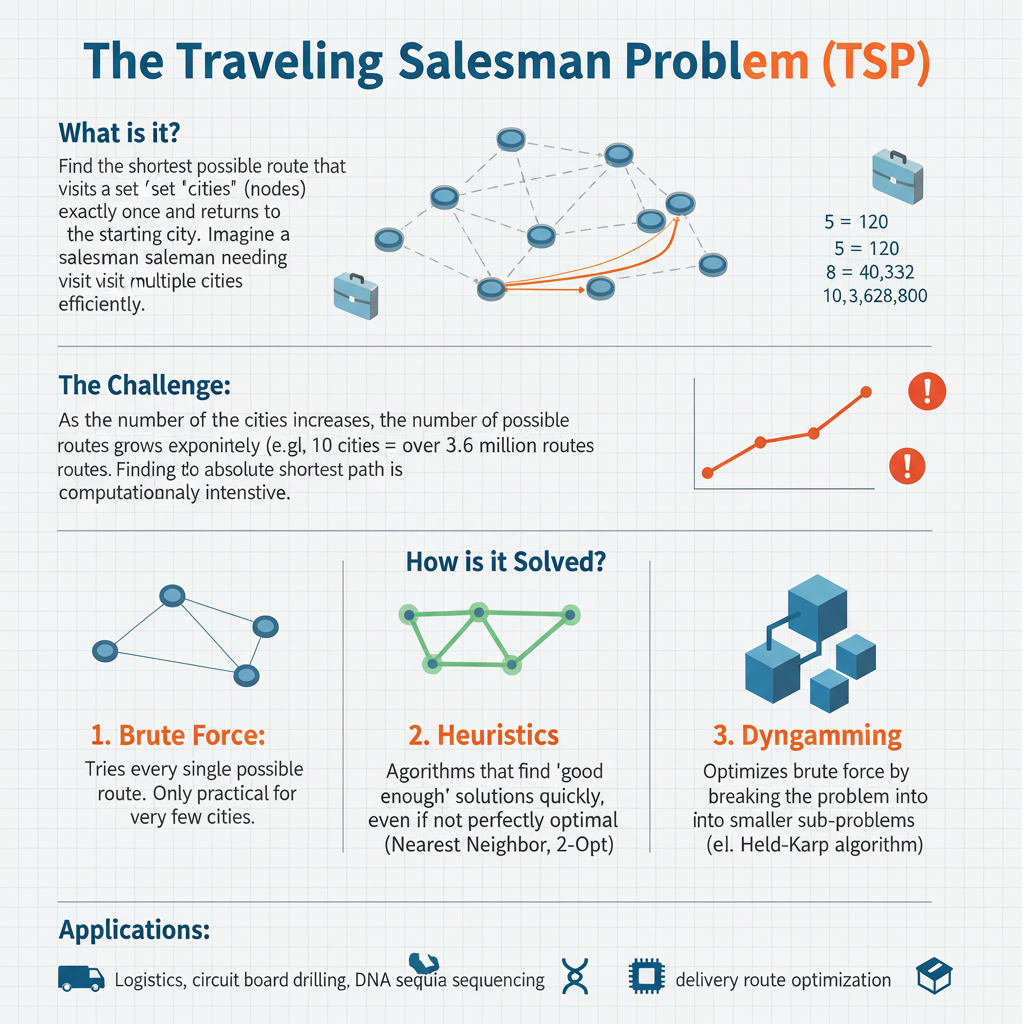 The Traveling Salesman Problem (TSP)
What is it?
Find the shortest possible route that
visits a set 'set "cities" (nodes)
exactly once and returns to
the starting city. Imagine a
salesman saleman needing
visit visit multiple cities
efficiently.
5 = 120
5 = 120
8 = 40,332
10,3,628,800
The Challenge:
As the number of the cities increases, the number of possible
routes grows exponintely (e.gl, 10 cities = over 3.6 million routes
routes. Finding to absolute shortest path is
computationnaly intenstive.
How is it Solved?
1. Brute Force:
Tries every single possible
route. Only practical for
very few cities.
2. Heuristics
Agorithms that find 'good
enough' solutions quickly,
even if not perfectly optimal
(Nearest Neighbor, 2-Opt)
3. Dyngamming
Optimizes brute force by
breaking the problem into
into smaller sub-problems
(el. Held-Karp algorithm)
Applications:
Logistics, circuit board drilling, DNA sequia sequencing
delivery route optimization